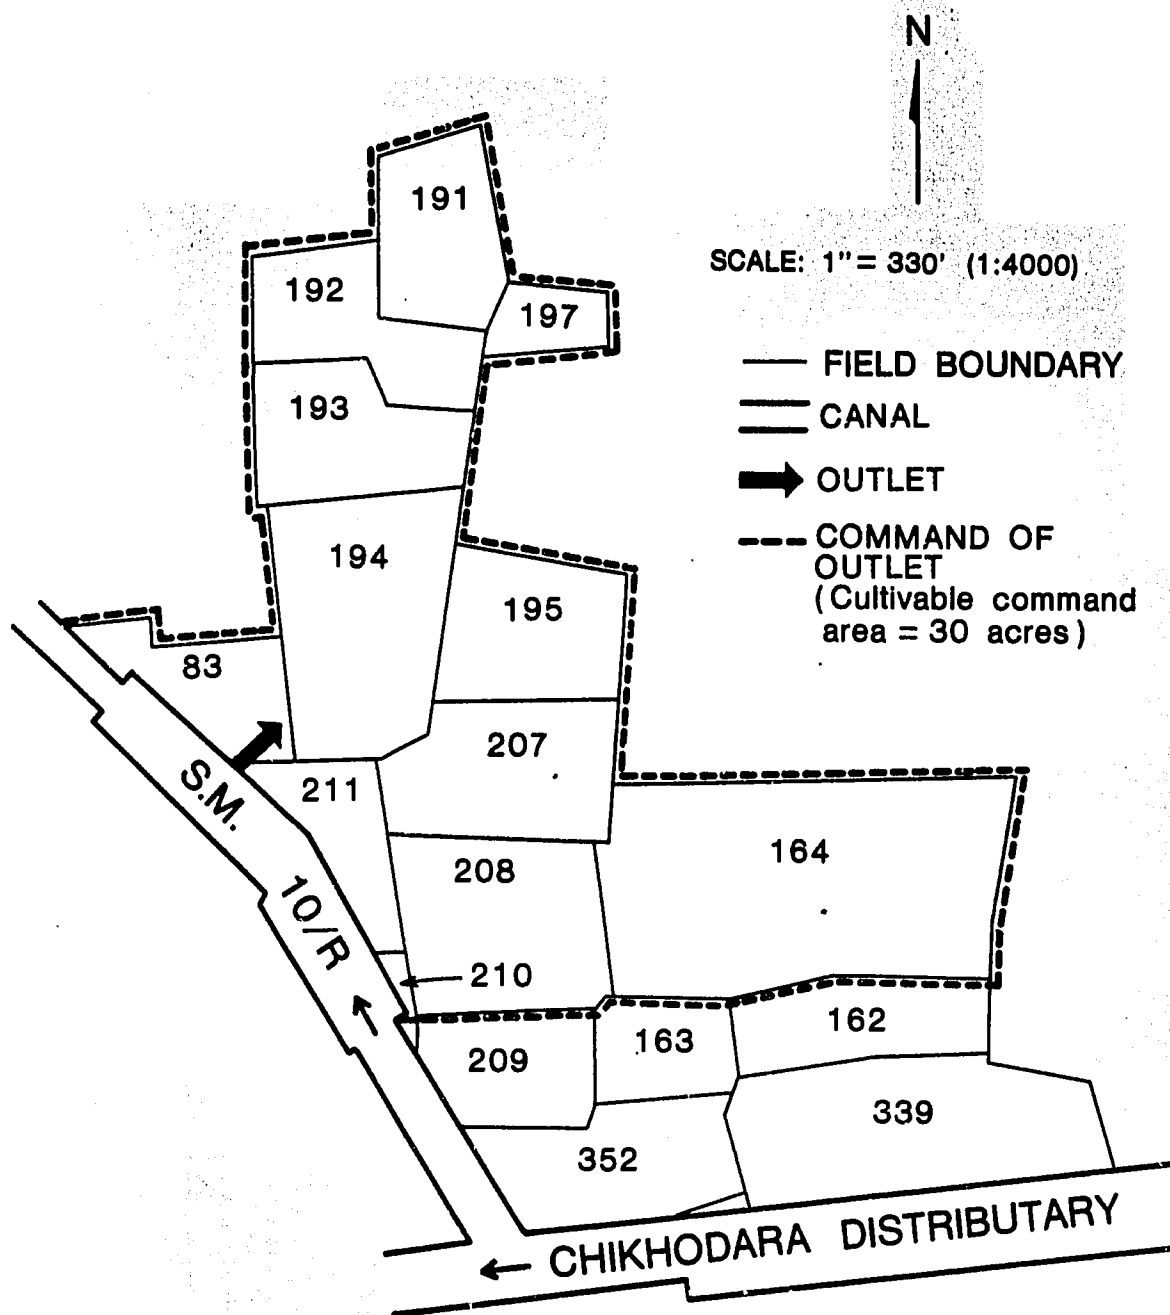 N
191
SCALE: 1" = 330' (1:4000)
192
197
FIELD BOUNDARY
193
CANAL
OUTLET
194
COMMAND OF
OUTLET
(Cultivable command
area = 30 acres)
195
83
207
S.M.
211
164
208
10/R
210
162
163
209
339
352
CHIKHODARA DISTRIBUTARY